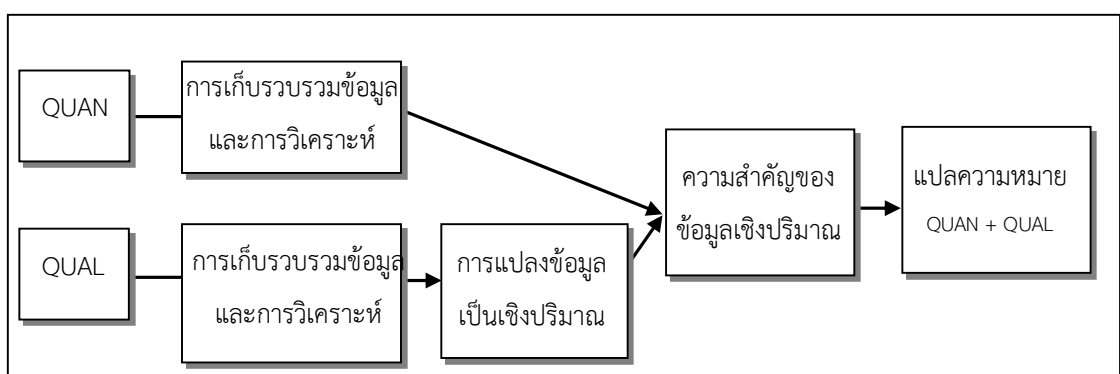 QUAN
การเก็บรวบรวมข้อมูล
และการวิเคราะห์
QUAL
การเก็บรวบรวมข้อมูล
และการวิเคราะห์
การแปลงข้อมูล
เป็นเชิงปริมาณ
ความสำคัญของ
ข้อมูลเชิงปริมาณ
แปลความหมาย
QUAN + QUAL